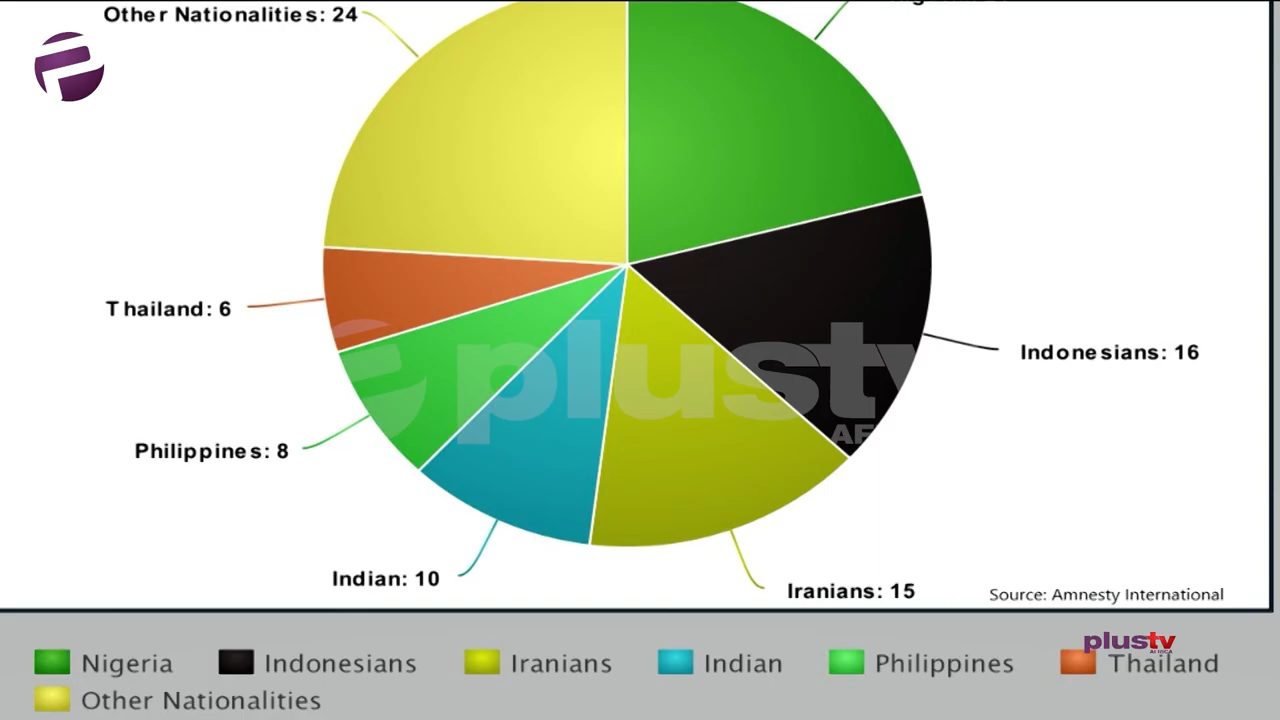 Other Nationalities: 24
Thailand: 6
Indonesians: 16
Philippines: 8
Indian: 10
Iranians: 15
Source: Amnesty International
plustv
AFRICA
Nigeria
Indonesians
Iranians
Indian
Philippines
Thailand
Other Nationalities
plustv